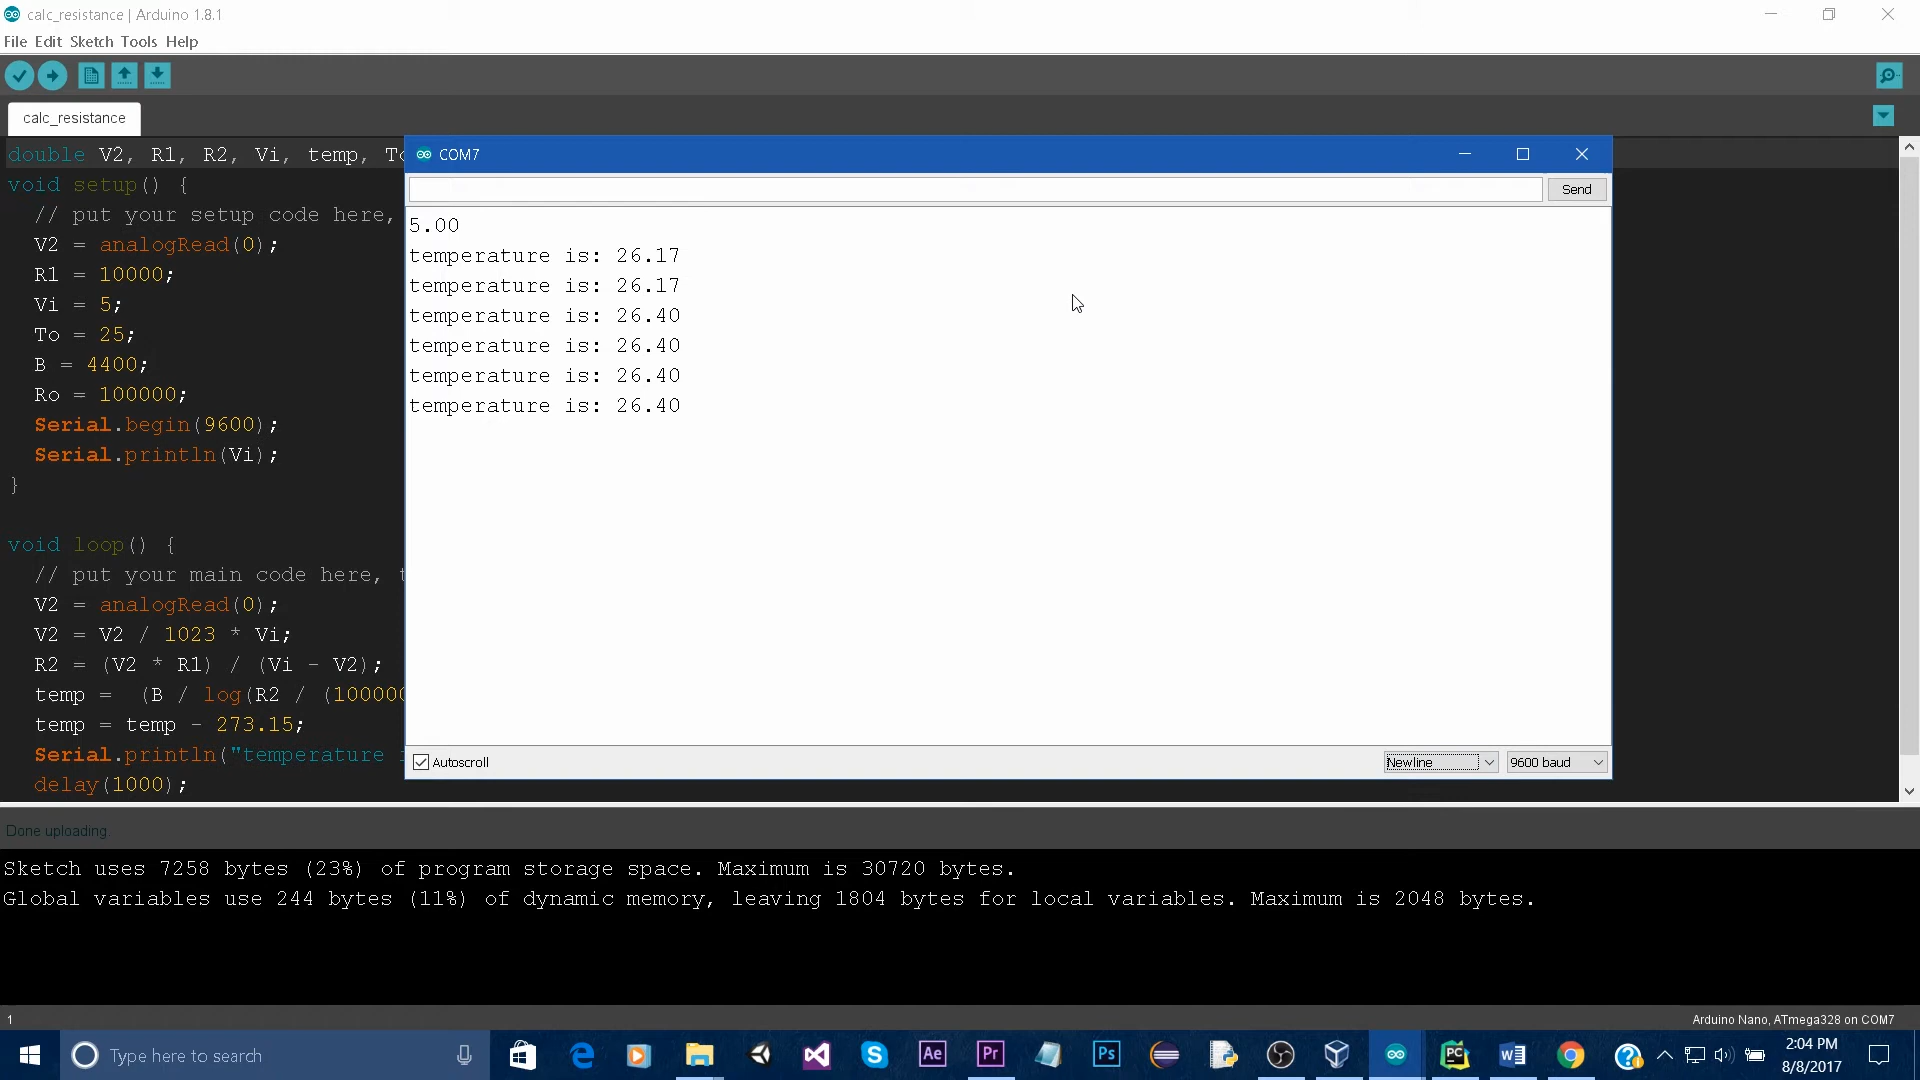 calc_resistance | Arduino 1.8.1
File Edit Sketch Tools Help
calc_resistance
double V2, R1, R2, Vi, temp, To
void setup() {
// put your setup code here,
V2 = analogRead(0);
R1 = 10000;
Vi = 5;
To = 25;
B = 4400;
Ro = 100000;
Serial.begin(9600);
Serial.println(Vi);
}
void loop() {
// put your main code here, t
V2 = analogRead(0);
V2 = V2 / 1023 * Vi;
R2 = (V2 * R1) / (Vi - V2);
temp =  (B / log(R2 / (100000
temp = temp - 273.15;
Serial.println("temperature i
delay(1000);
COM7
Send
5.00
temperature is: 26.17
temperature is: 26.17
temperature is: 26.40
temperature is: 26.40
temperature is: 26.40
temperature is: 26.40
Autoscroll
Newline
9600 baud
Done uploading.
Sketch uses 7258 bytes (23%) of program storage space. Maximum is 30720 bytes.
Global variables use 244 bytes (11%) of dynamic memory, leaving 1804 bytes for local variables. Maximum is 2048 bytes.
1
Arduino Nano, ATmega328 on COM7
Type here to search
Ae
Pr
Ps
PC
2:04 PM
8/8/2017